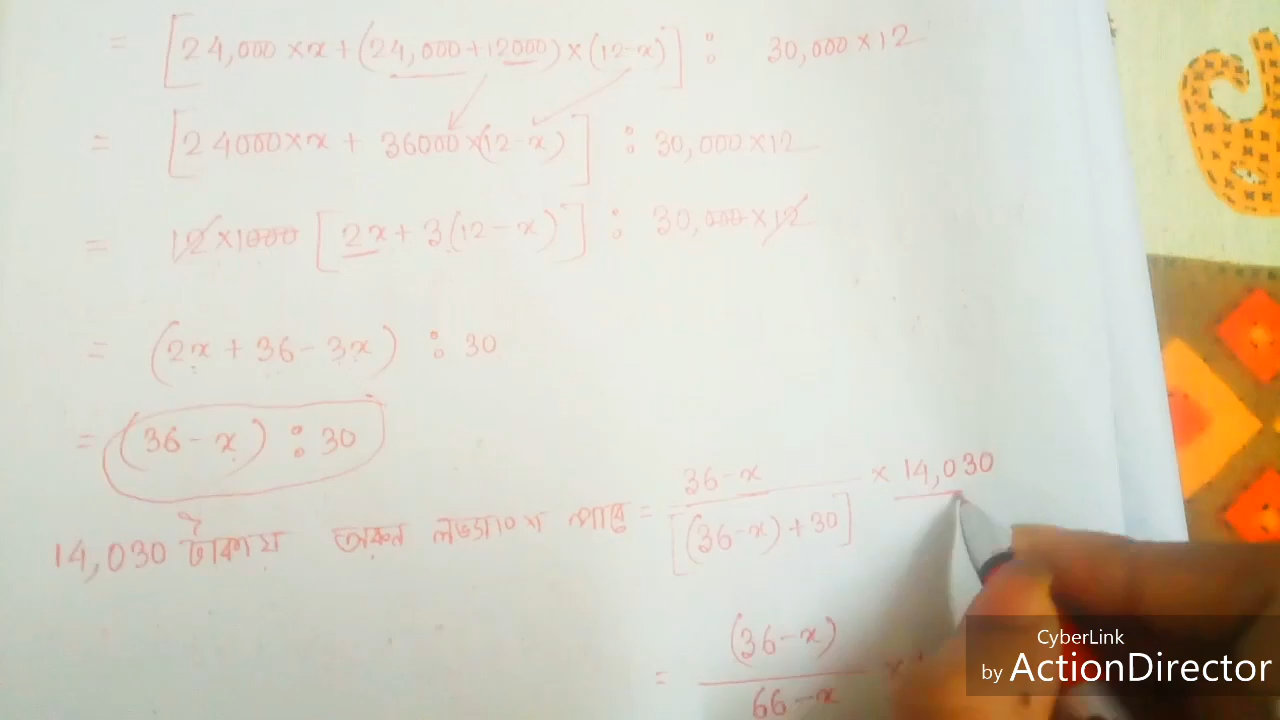 = [24,000 × x + (24,000 + 12000) × (12 - x)] : 30,000 × 12
= [24000 × x + 36000 × (12 - x)] : 30,000 × 12
= 12 × 1000 [2x + 3(12 - x)] : 30,000 × 12
= (2x + 36 - 3x) : 30
= (36 - x) : 30
14,030 টাকায় অরুন লভ্যাংশ পাবে = 36 - x / [(36 - x) + 30] × 14,030
= (36 - x) / 66 - x ×
CyberLink
by ActionDirector